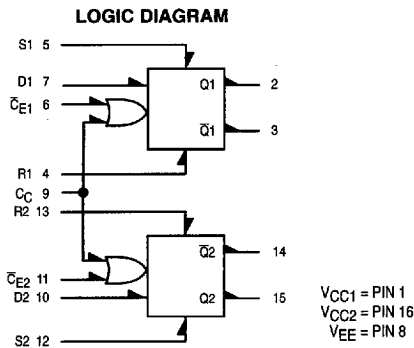 LOGIC DIAGRAM
S1 5
D1 7
C̅E1 6
Q1 2
Q̅1 3
R1 4
CC 9
R2 13
Q̅2 14
C̅E2 11
D2 10
Q2 15
S2 12
VCC1 = PIN 1
VCC2 = PIN 16
VEE = PIN 8